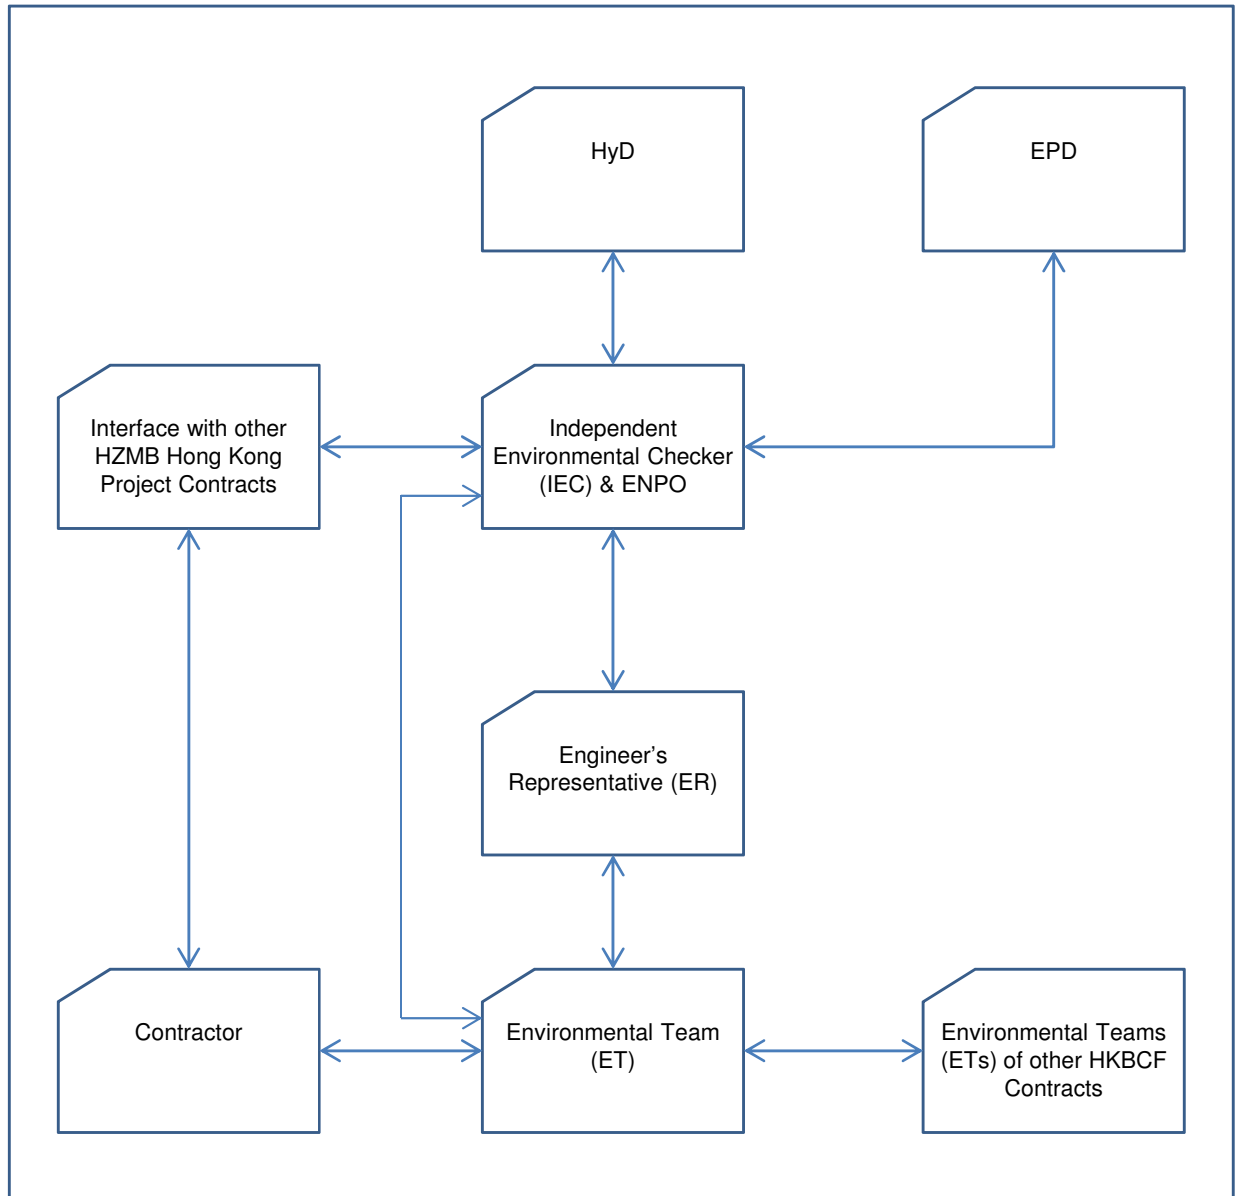 HyD
EPD
Interface with other
HZMB Hong Kong
Project Contracts
Independent
Environmental Checker
(IEC) & ENPO
Engineer’s
Representative (ER)
Contractor
Environmental Team
(ET)
Environmental Teams
(ETs) of other HKBCF
Contracts